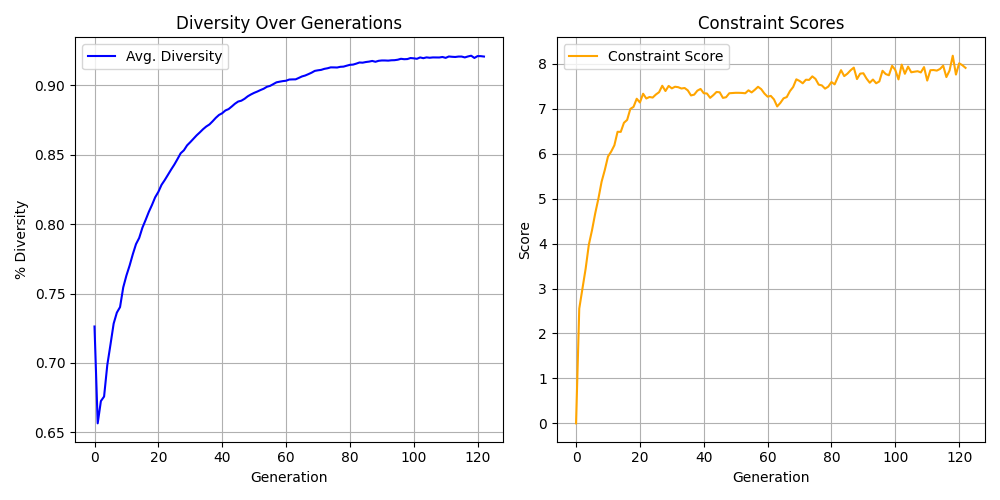 Diversity Over Generations
Avg. Diversity
% Diversity
0.90
0.85
0.80
0.75
0.70
0.65
0 20 40 60 80 100 120
Generation
Constraint Scores
Constraint Score
Score
8
7
6
5
4
3
2
1
0
0 20 40 60 80 100 120
Generation